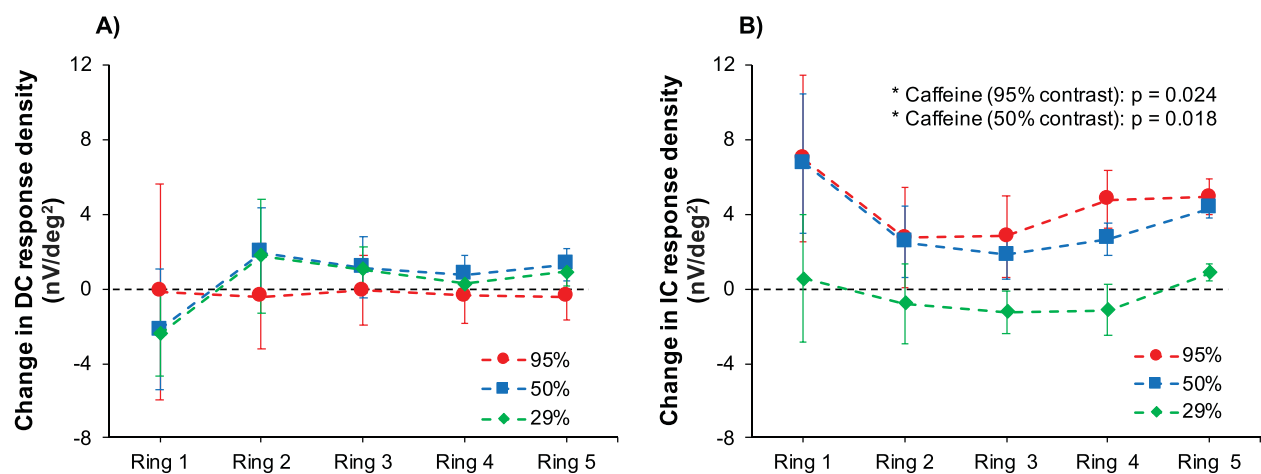 A)
Change in DC response density
(nV/deg²)
12
8
4
0
-4
-8
95%
50%
29%
Ring 1 Ring 2 Ring 3 Ring 4 Ring 5
B)
Change in IC response density
(nV/deg²)
12
8
4
0
-4
-8
* Caffeine (95% contrast): p = 0.024
* Caffeine (50% contrast): p = 0.018
95%
50%
29%
Ring 1 Ring 2 Ring 3 Ring 4 Ring 5